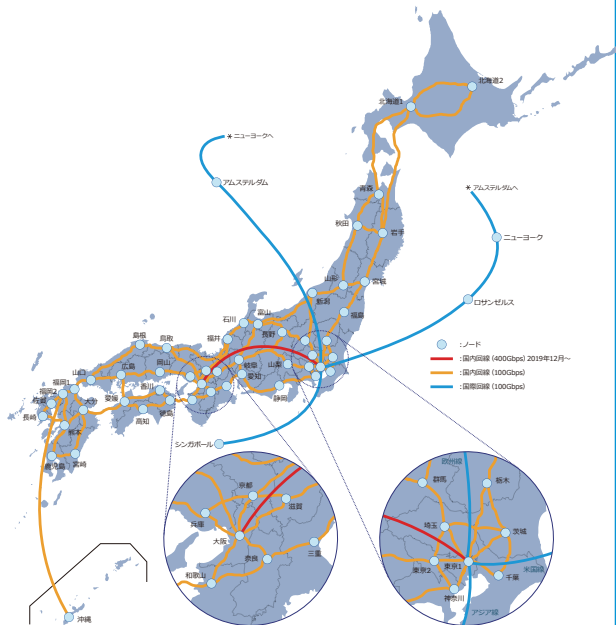 北海道2
北海道1
* ニューヨークへ
アムステルダム
* アムステルダムへ
青森
秋田
岩手
ニューヨーク
山形
宮城
新潟
ロサンゼルス
福島
石川
富山
長野
福井
島根
鳥取
:ノード
:国内回線 (400Gbps) 2019年12月～
:国内回線 (100Gbps)
:国際回線 (100Gbps)
岐阜
愛知
山梨
静岡
広島
岡山
山口
福岡1
福岡2
佐賀
大分
愛媛
香川
徳島
高知
長崎
熊本
鹿児島
宮崎
シンガポール
沖縄
京都
滋賀
兵庫
大阪
奈良
三重
和歌山
欧州線
群馬
栃木
埼玉
茨城
東京2
東京1
米国線
千葉
神奈川
アジア線